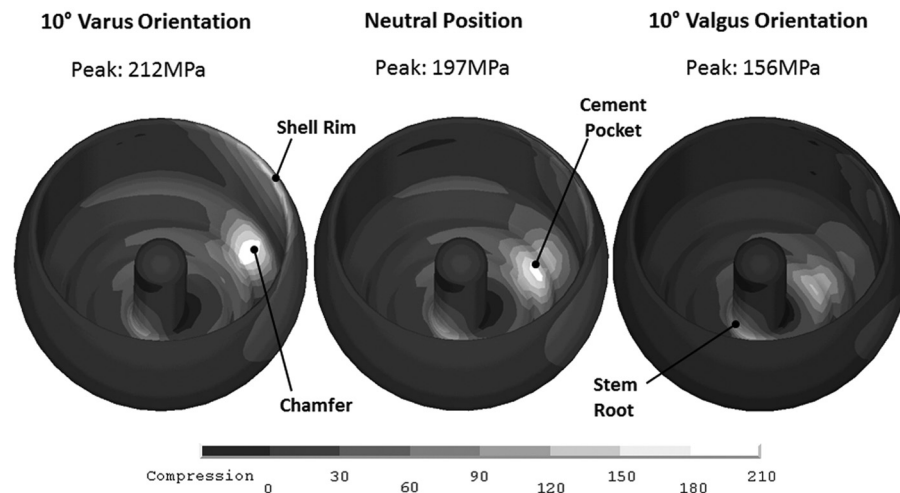 10° Varus Orientation
Neutral Position
10° Valgus Orientation
Peak: 212MPa
Peak: 197MPa
Peak: 156MPa
Cement
Pocket
Shell Rim
Chamfer
Stem
Root
Compression
0 30 60 90 120 150 180 210